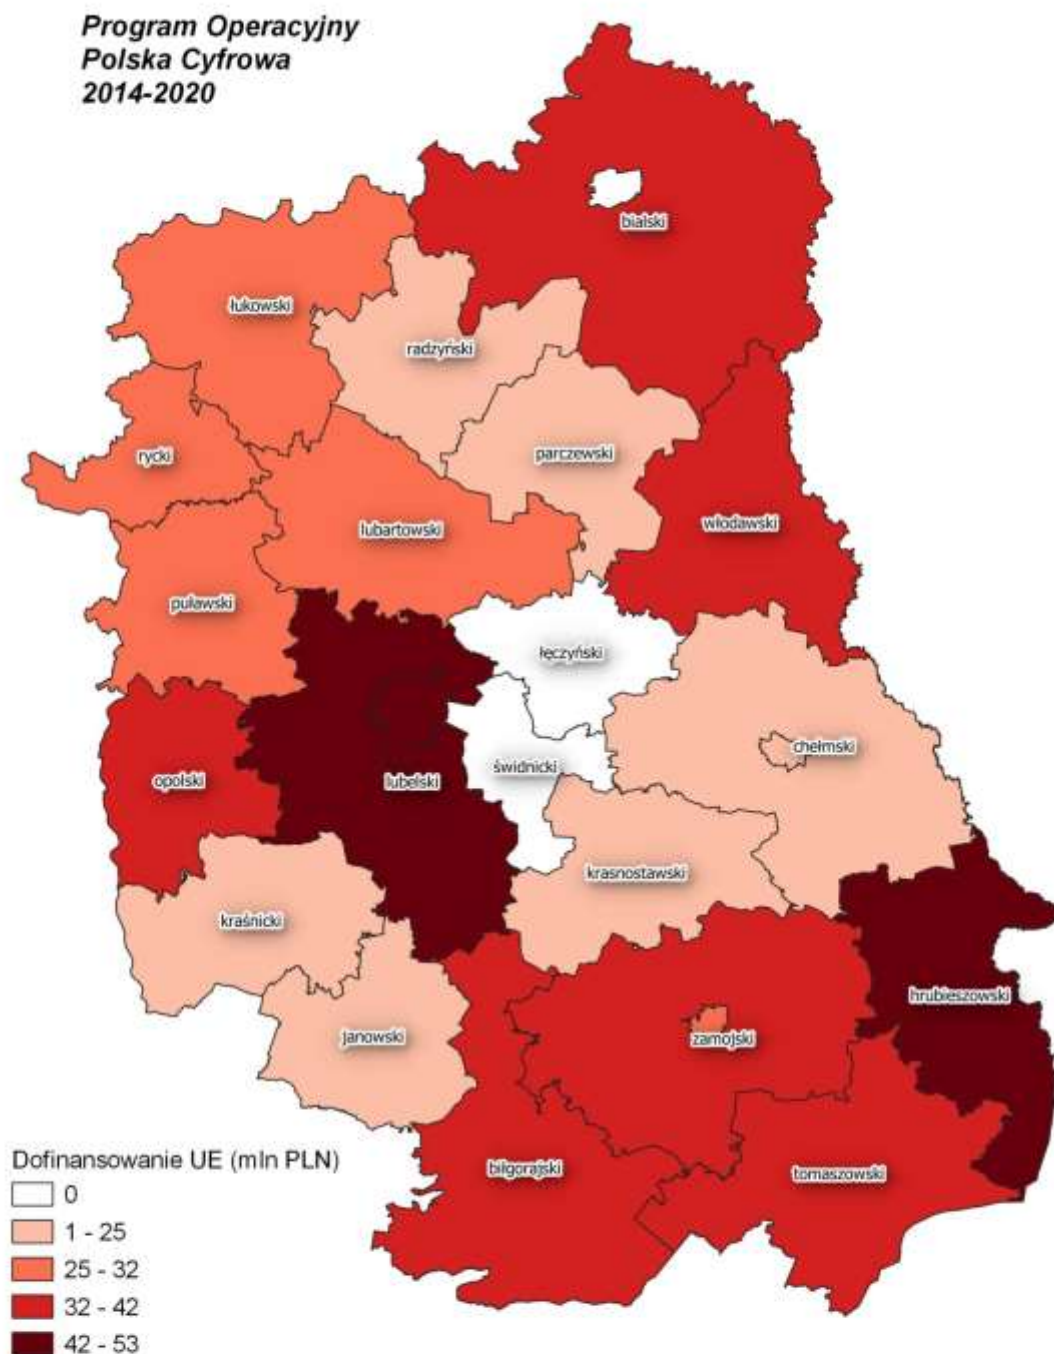 Program Operacyjny
Polska Cyfrowa
2014-2020
bialski
łukowski
radzyński
rycki
parczewski
lubartowski
włodawski
puławski
łęczyński
chełmski
opolski
lubelski
świdnicki
krasnostawski
kraśnicki
hrubieszowski
janowski
zamojski
biłgorajski
tomaszowski
Dofinansowanie UE (mln PLN)
0
1 - 25
25 - 32
32 - 42
42 - 53